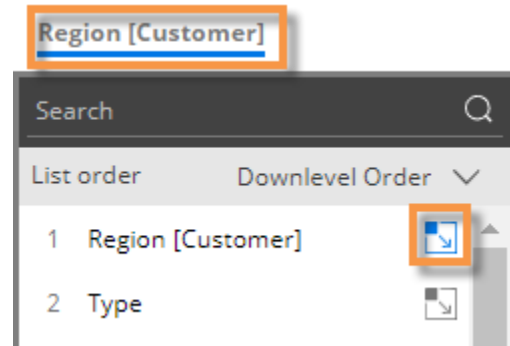 Region [Customer]
Search
List order Downlevel Order
1 Region [Customer]
2 Type